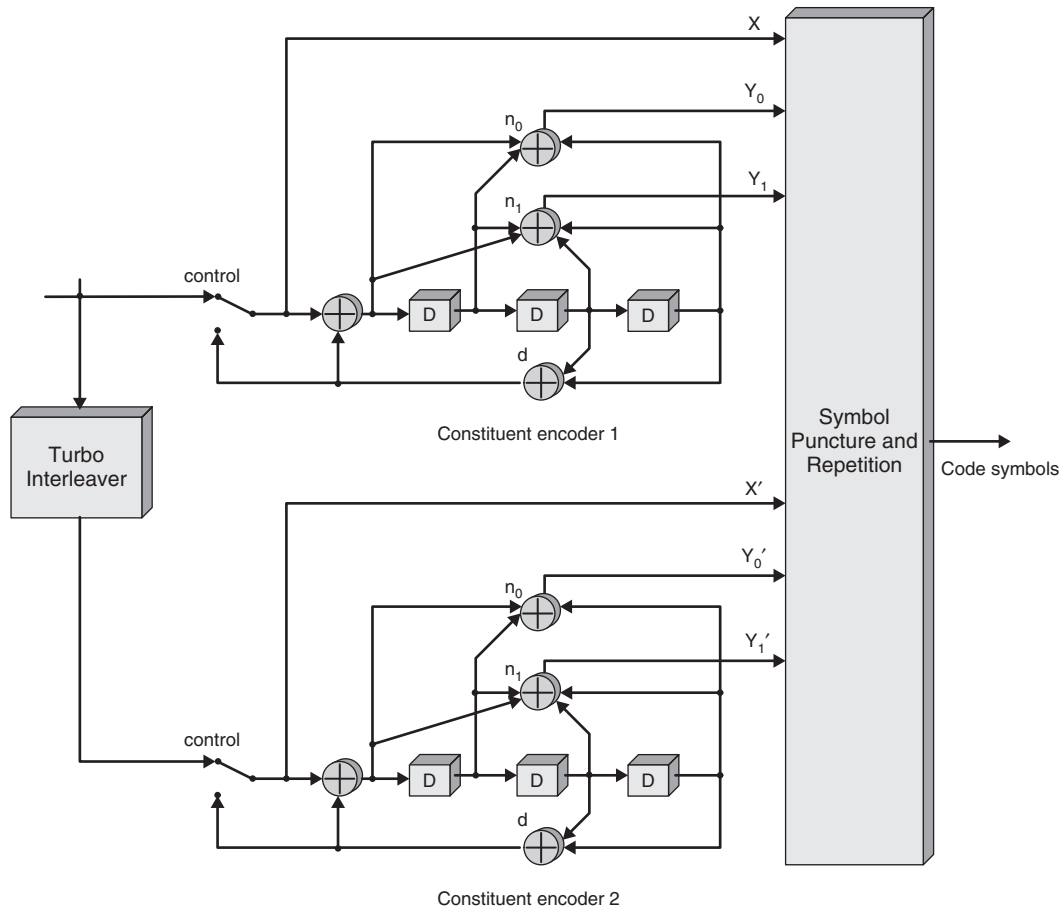 X
Y₀
n₀
Y₁
n₁
control
D
D
D
d
Constituent encoder 1
Turbo
Interleaver
Symbol
Puncture and
Repetition
Code symbols
X′
Y₀′
n₀
Y₁′
n₁
control
D
D
D
d
Constituent encoder 2